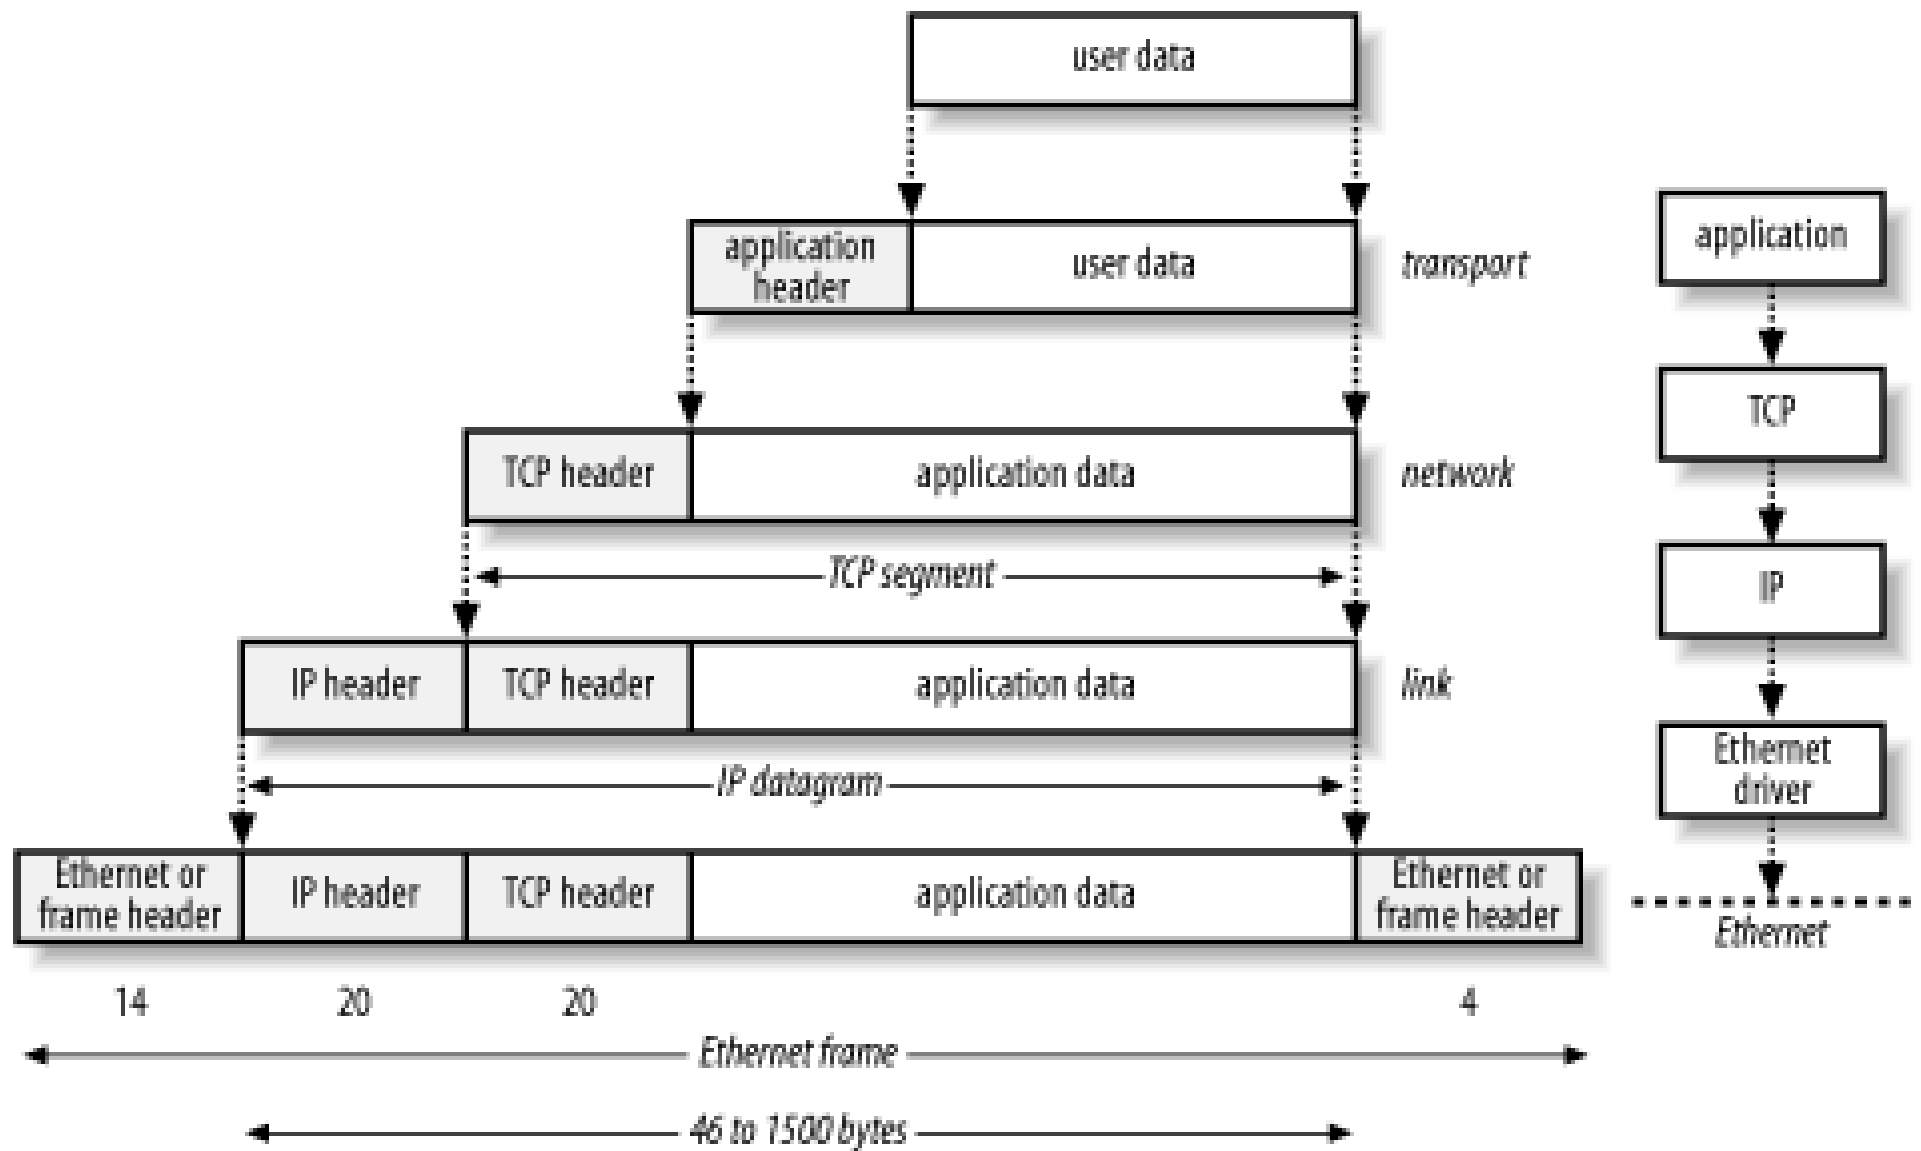 user data
application header
user data
transport
application
TCP header
application data
network
TCP
TCP segment
IP
IP header
TCP header
application data
link
IP datagram
Ethernet driver
Ethernet or frame header
IP header
TCP header
application data
Ethernet or frame header
Ethernet
14
20
20
4
Ethernet frame
46 to 1500 bytes